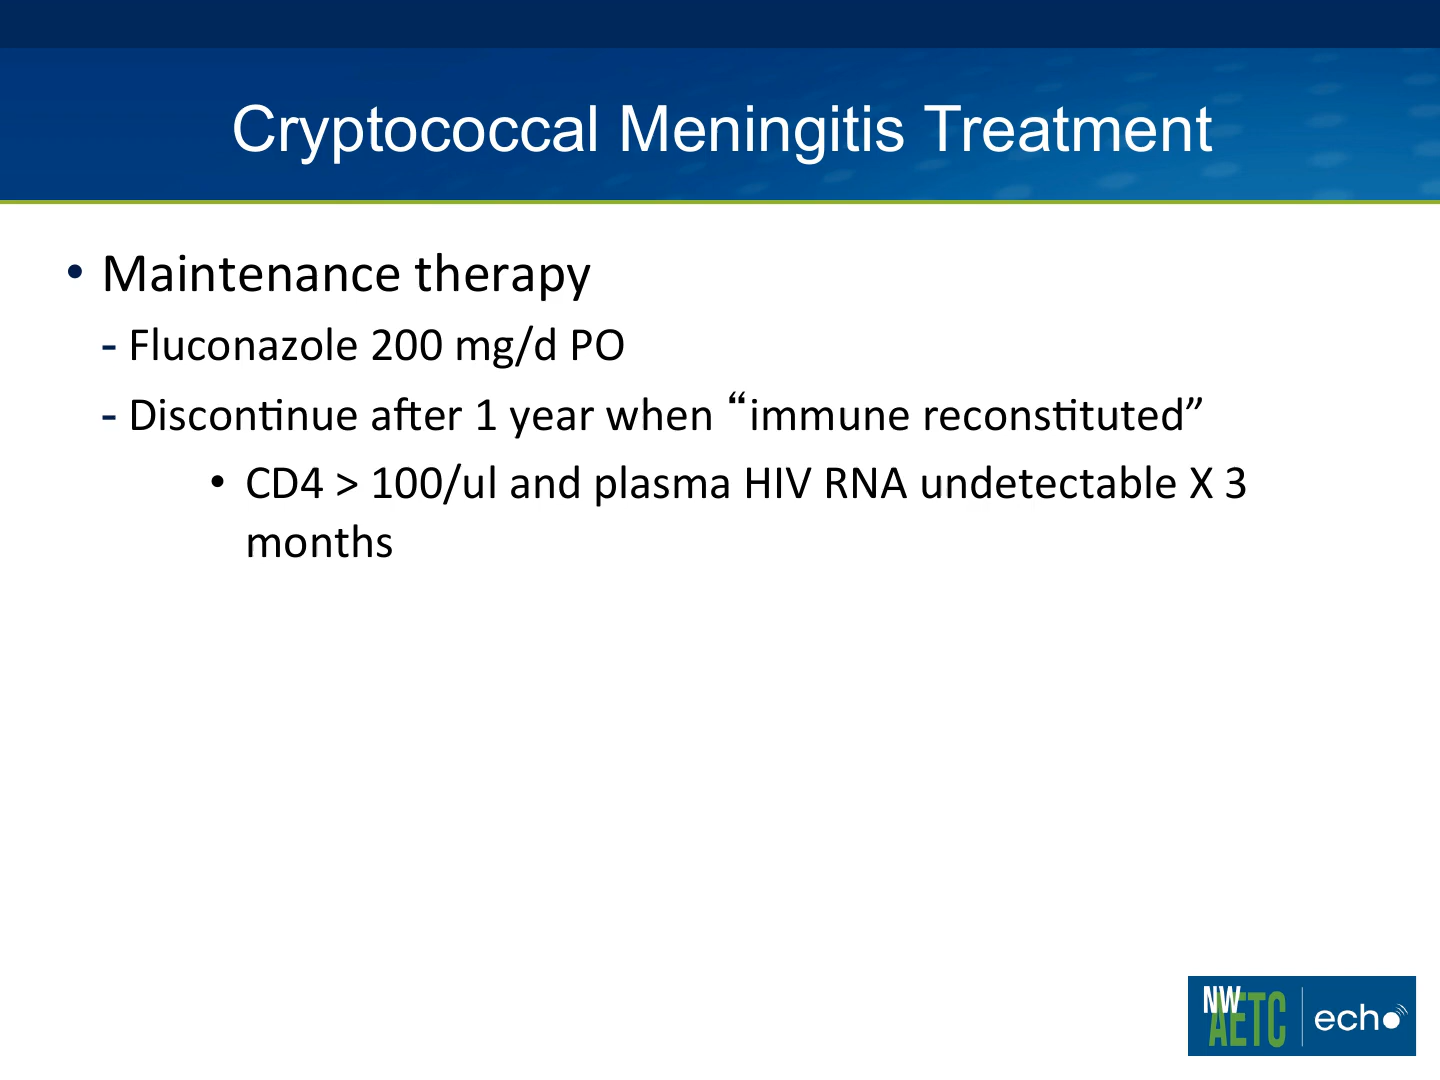 Cryptococcal Meningitis Treatment
• Maintenance therapy
- Fluconazole 200 mg/d PO
- Discontinue after 1 year when “immune reconstituted”
• CD4 > 100/ul and plasma HIV RNA undetectable X 3
months
NW
AETC
echo